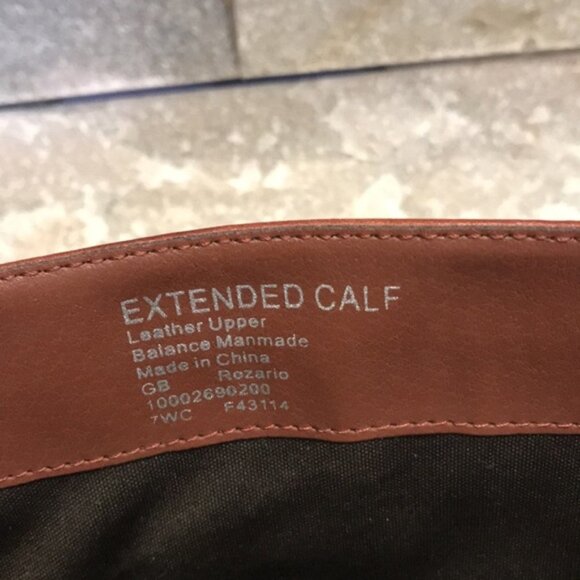 EXTENDED CALF
Leather Upper
Balance Manmade
Made in China
GB Rozario
10002690200
7WC F43114